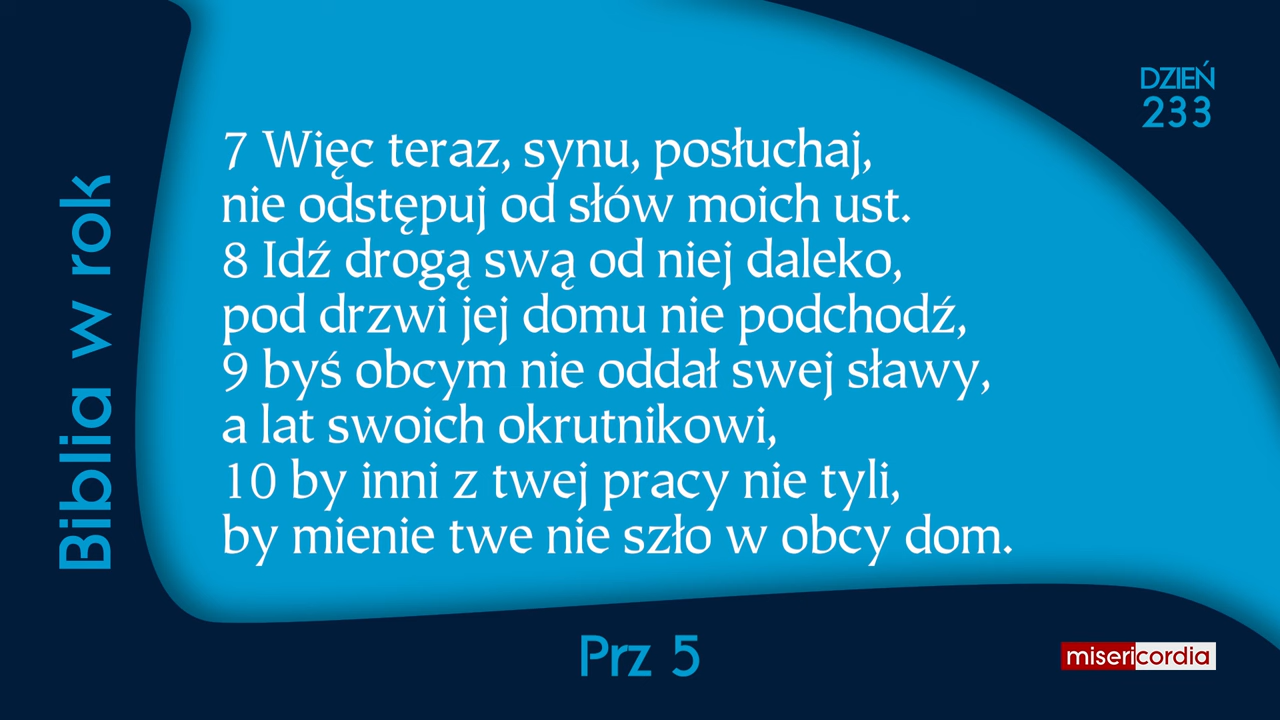 DZIEŃ
233
Biblia w rok
7 Więc teraz, synu, posłuchaj,
nie odstępuj od słów moich ust.
8 Idź drogą swą od niej daleko,
pod drzwi jej domu nie podchodź,
9 byś obcym nie oddał swej sławy,
a lat swoich okrutnikowi,
10 by inni z twej pracy nie tyli,
by mienie twe nie szło w obcy dom.
Prz 5
misericordia